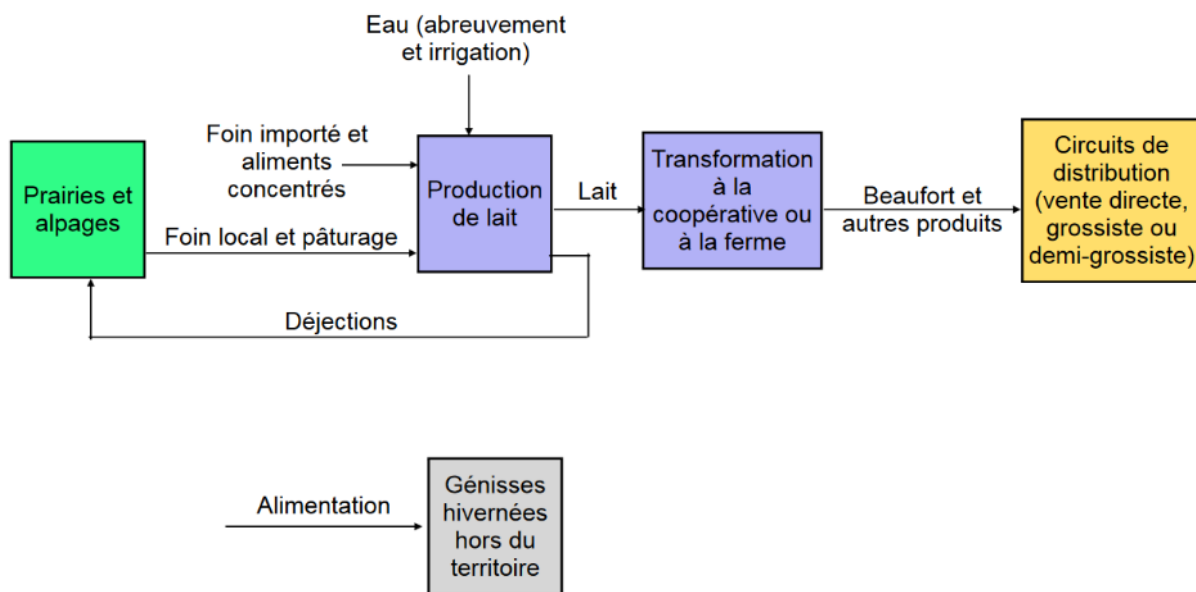 Eau (abreuvement
et irrigation)
Foin importé et
aliments
concentrés
Prairies et
alpages
Foin local et pâturage
Production
de lait
Lait
Transformation
à la
coopérative ou
à la ferme
Beaufort et
autres produits
Circuits de
distribution
(vente directe,
grossiste ou
demi-grossiste)
Déjections
Alimentation
Génisses
hivernées
hors du
territoire